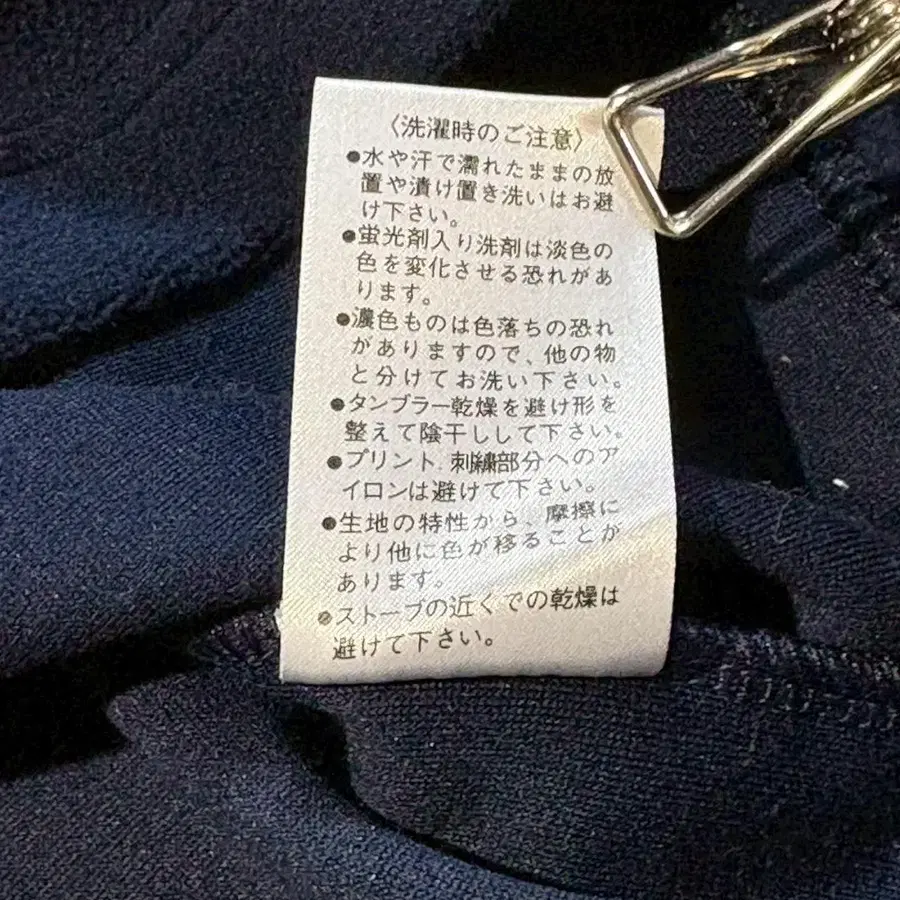 〈洗濯時のご注意〉
●水や汗で濡れたままの放
置や漬け置き洗いはお避
け下さい。
●蛍光剤入り洗剤は淡色の
色を変化させる恐れがあ
ります。
●濃色ものは色落ちの恐れ
がありますので、他の物
と分けてお洗い下さい。
●タンブラー乾燥を避け形を
整えて陰干しして下さい。
●プリント、刺繍部分へのア
イロンは避けて下さい。
●生地の特性から、摩擦に
より他に色が移ることが
あります。
●ストーブの近くでの乾燥は
避けて下さい。